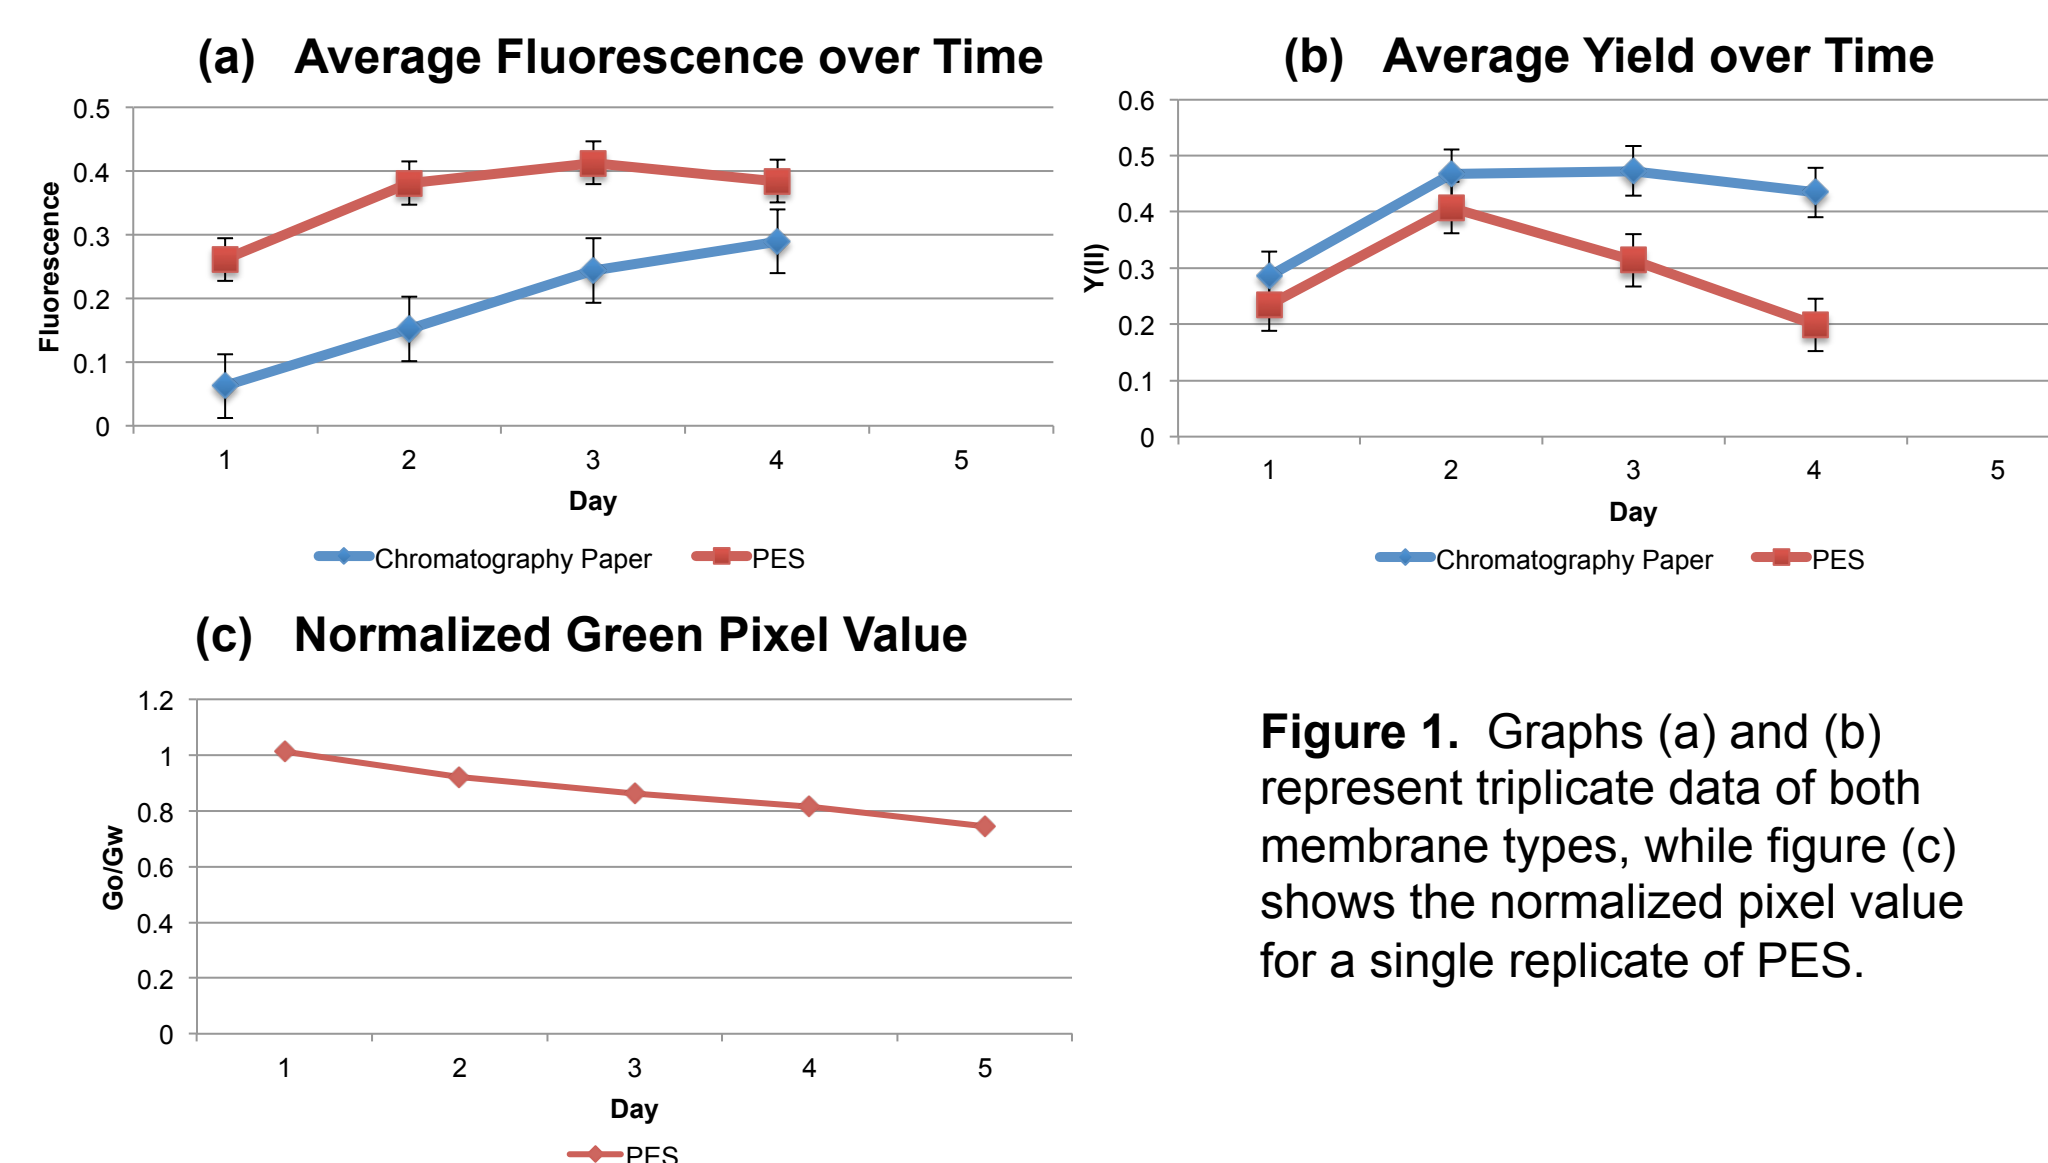 (a) Average Fluorescence over Time
0.5
0.4
0.3
0.2
0.1
0
Fluorescence
1 2 3 4 5
Day
Chromatography Paper PES
(b) Average Yield over Time
0.6
0.5
0.4
0.3
0.2
0.1
0
Y(II)
1 2 3 4 5
Day
Chromatography Paper PES
(c) Normalized Green Pixel Value
1.2
1
0.8
0.6
0.4
0.2
0
Go/Gw
1 2 3 4 5
Day
PES
Figure 1. Graphs (a) and (b)
represent triplicate data of both
membrane types, while figure (c)
shows the normalized pixel value
for a single replicate of PES.